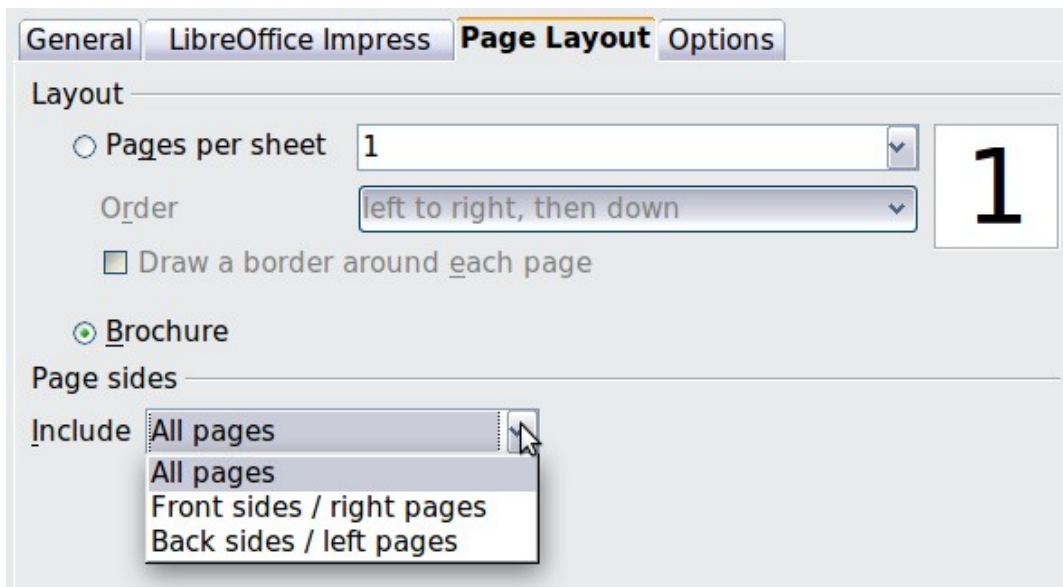 General LibreOffice Impress Page Layout Options
Layout
Pages per sheet 1
1
Order left to right, then down
Draw a border around each page
Brochure
Page sides
Include All pages
All pages
Front sides / right pages
Back sides / left pages